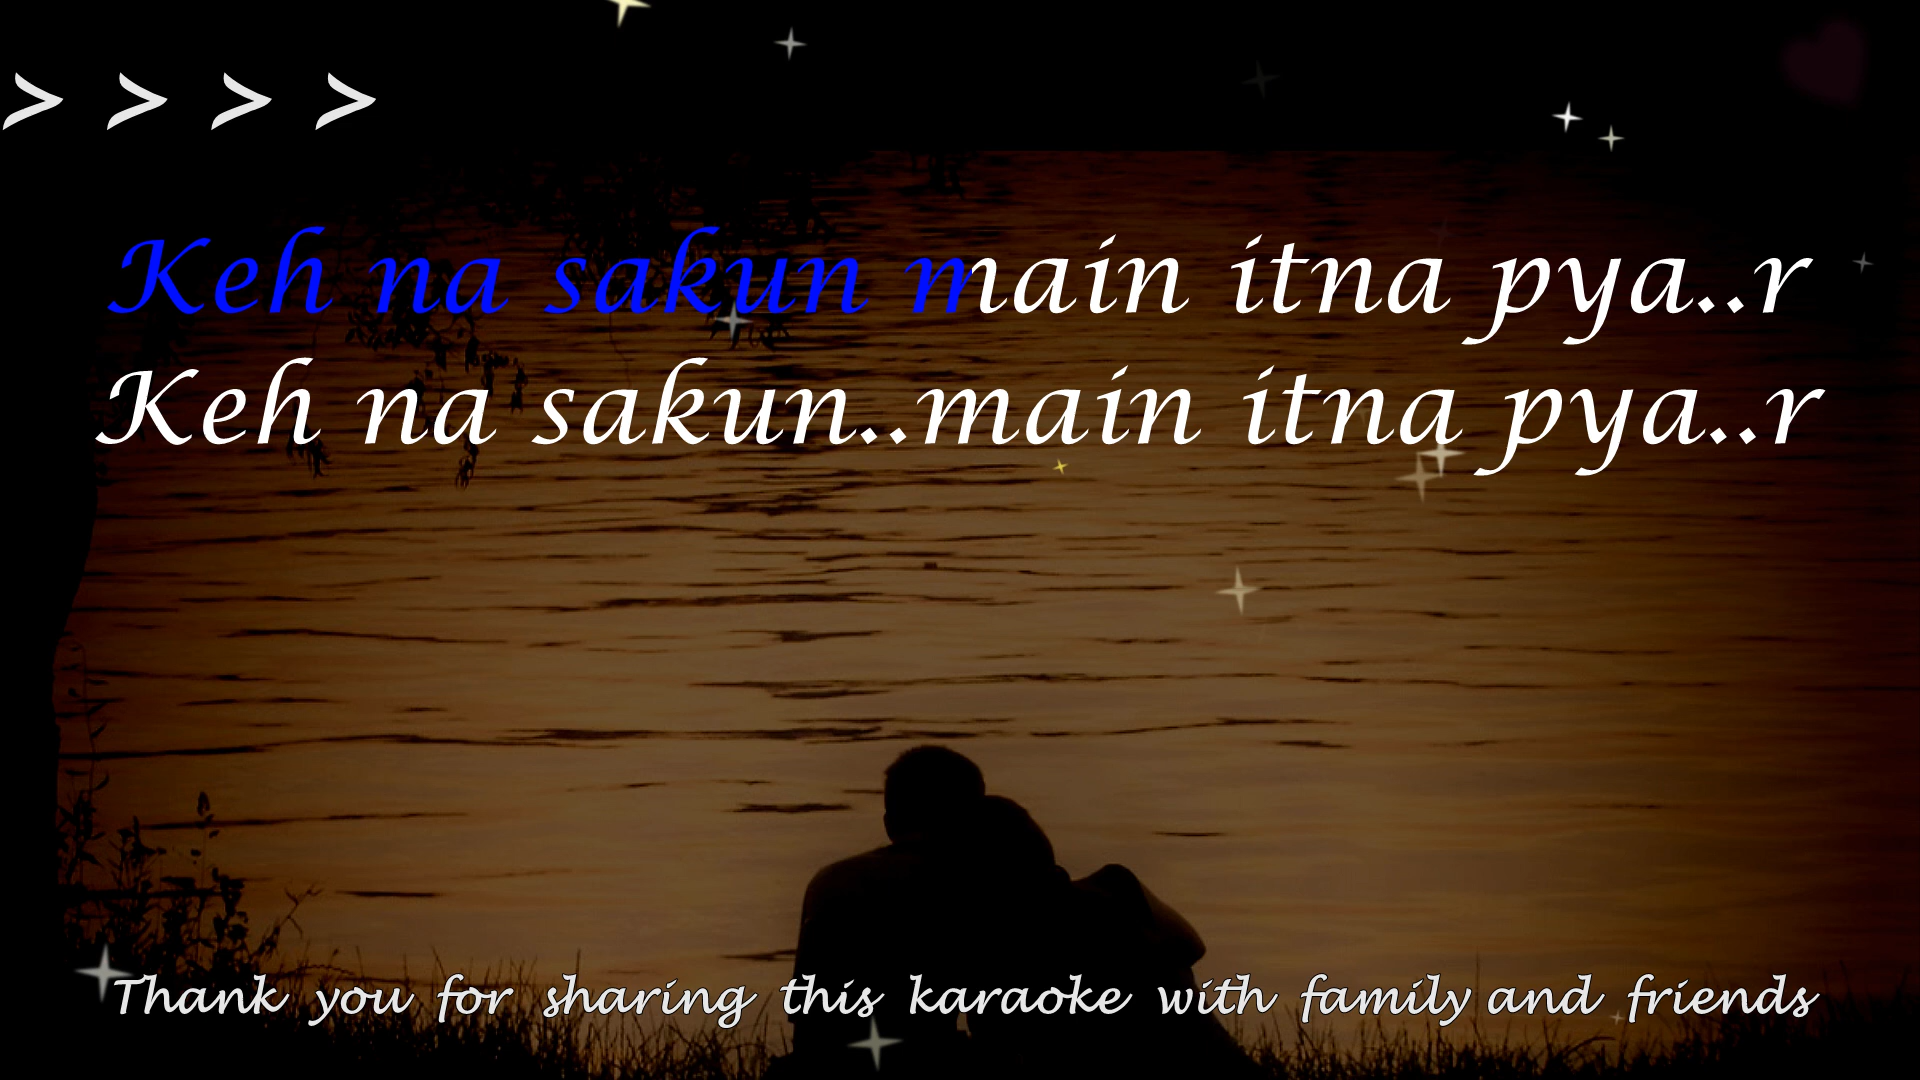 > > > >
Keh na sakun main itna pya..r
Keh na sakun..main itna pya..r
Thank you for sharing this karaoke with family and friends